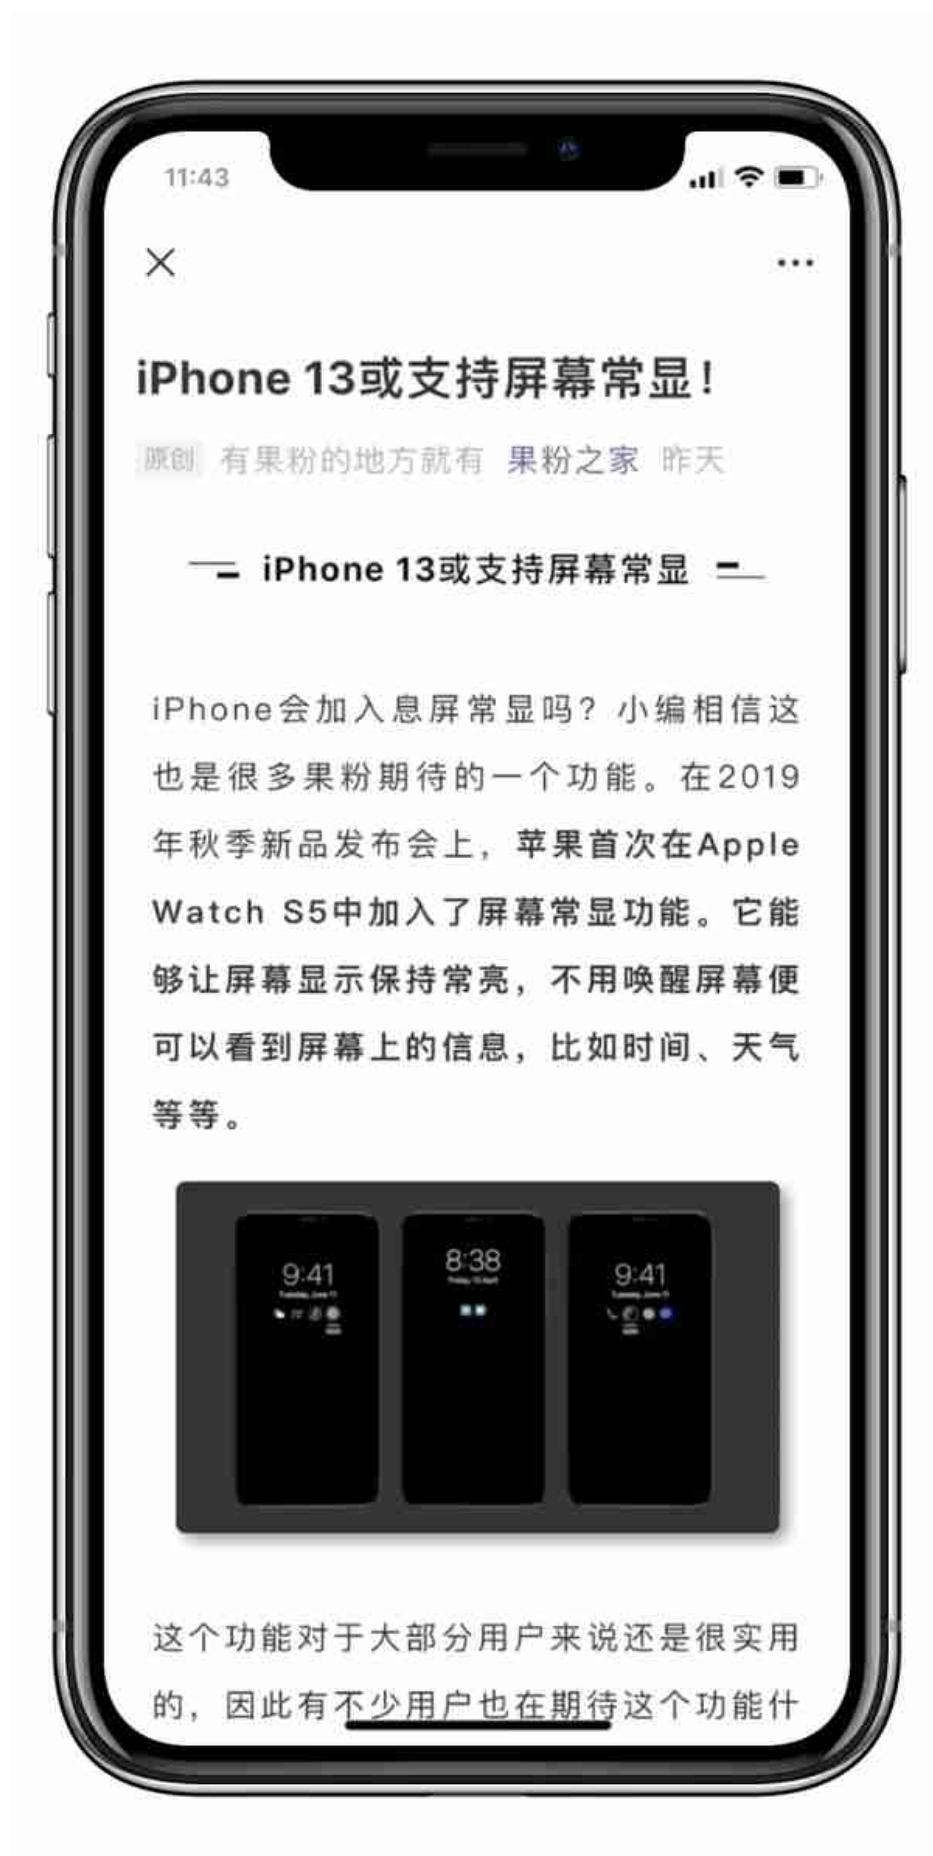 11:43
iPhone 13或支持屏幕常显！
原创 有果粉的地方就有 果粉之家 昨天
iPhone 13或支持屏幕常显
iPhone会加入息屏常显吗？小编相信这
也是很多果粉期待的一个功能。在2019
年秋季新品发布会上，苹果首次在Apple
Watch S5中加入了屏幕常显功能。它能
够让屏幕显示保持常亮，不用唤醒屏幕便
可以看到屏幕上的信息，比如时间、天气
等等。
9:41
8:38
9:41
这个功能对于大部分用户来说还是很实用
的，因此有不少用户也在期待这个功能什